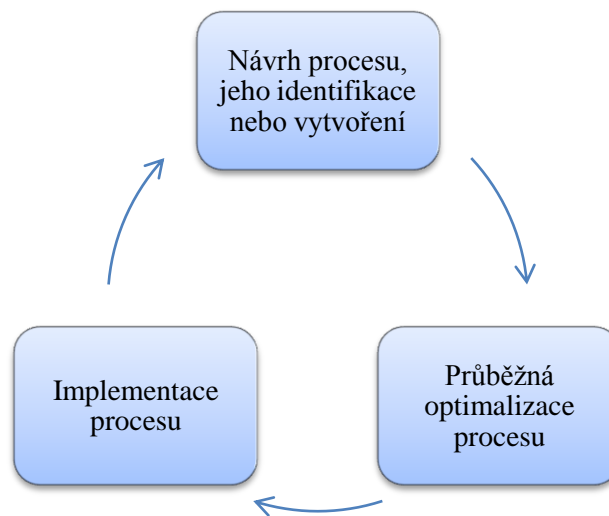 Návrh procesu,
jeho identifikace
nebo vytvoření
Průběžná
optimalizace
procesu
Implementace
procesu